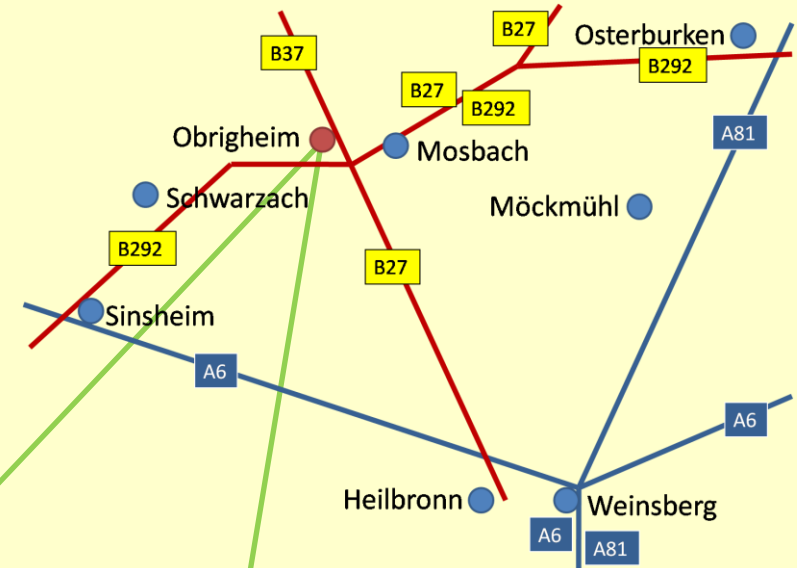 B27
Osterburken
B37
B292
B27
B292
A81
Obrigheim
Mosbach
Schwarzach
Möckmühl
B292
B27
Sinsheim
A6
A6
Heilbronn
Weinsberg
A6
A81